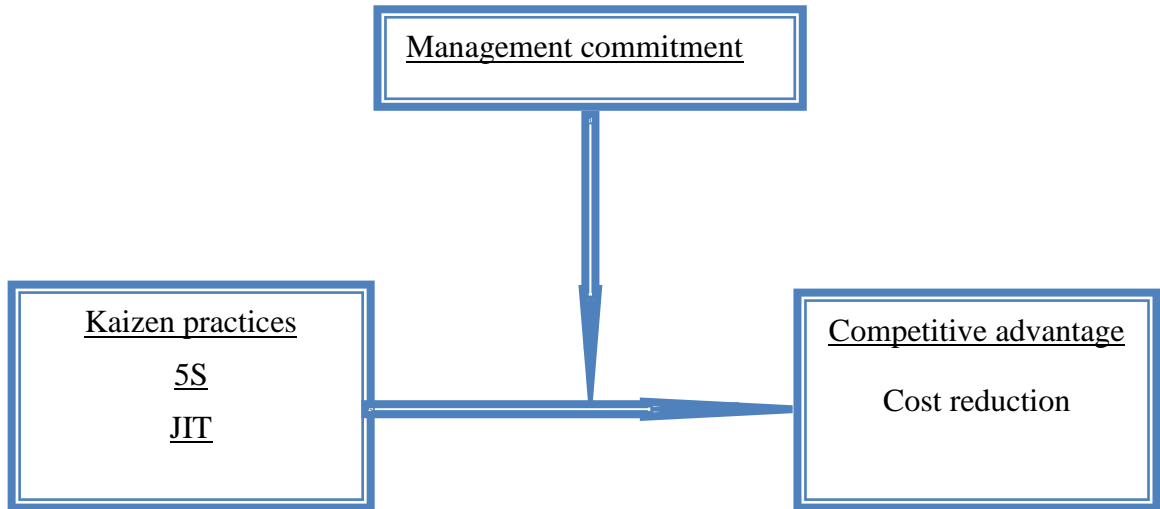 Management commitment
Kaizen practices
5S
JIT
Competitive advantage
Cost reduction